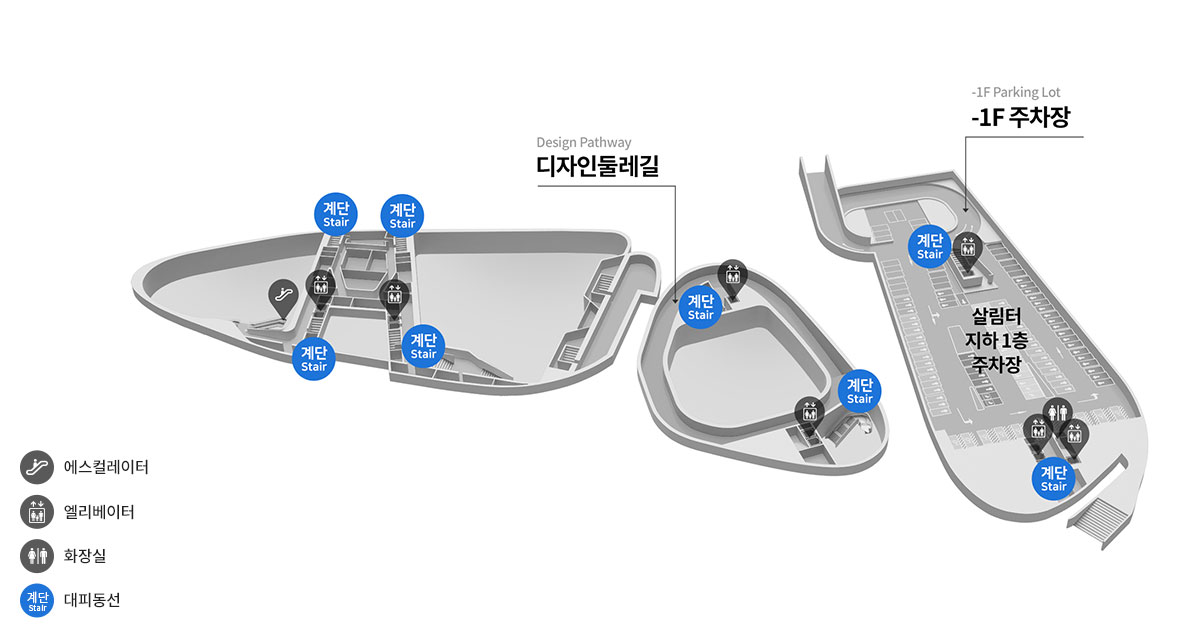 -1F Parking Lot
-1F 주차장
Design Pathway
디자인둘레길
계단
Stair
계단
Stair
계단
Stair
계단
Stair
계단
Stair
계단
Stair
계단
Stair
살림터
지하 1층
주차장
계단
Stair
에스컬레이터
엘리베이터
화장실
계단
Stair
대피동선